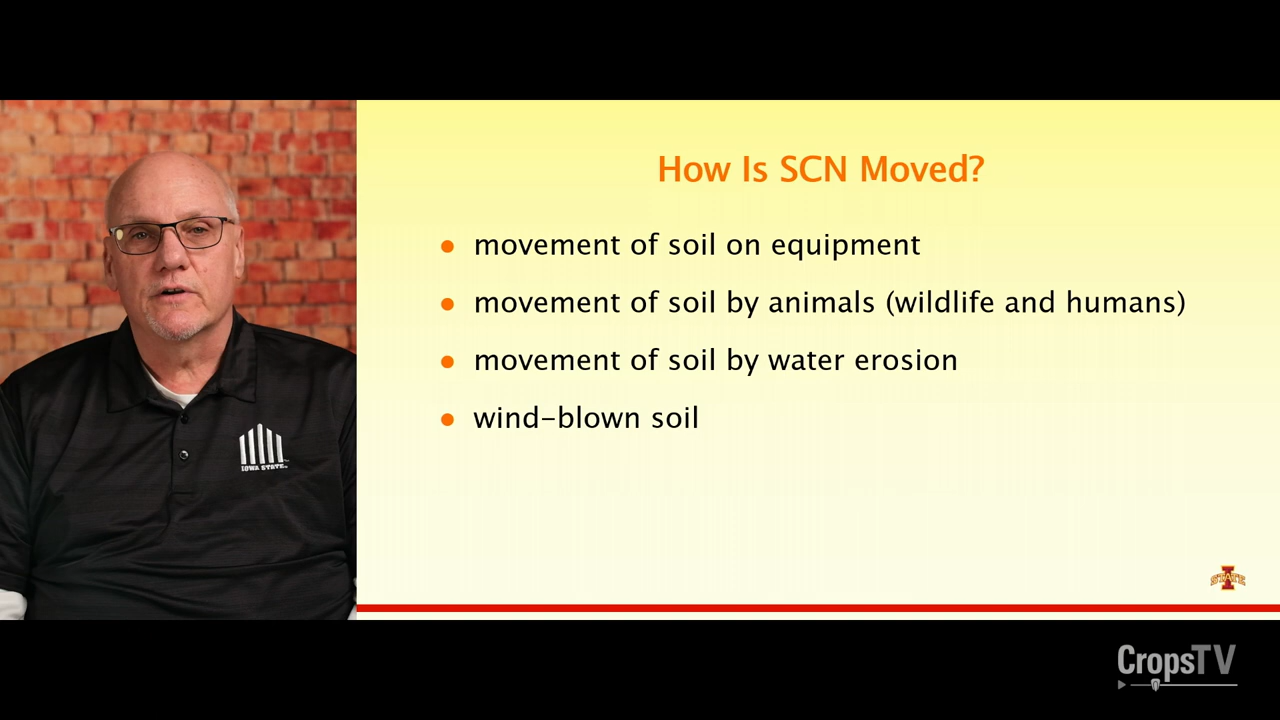 How Is SCN Moved?
movement of soil on equipment
movement of soil by animals (wildlife and humans)
movement of soil by water erosion
wind-blown soil
IOWA STATE
STATE
CropsTV